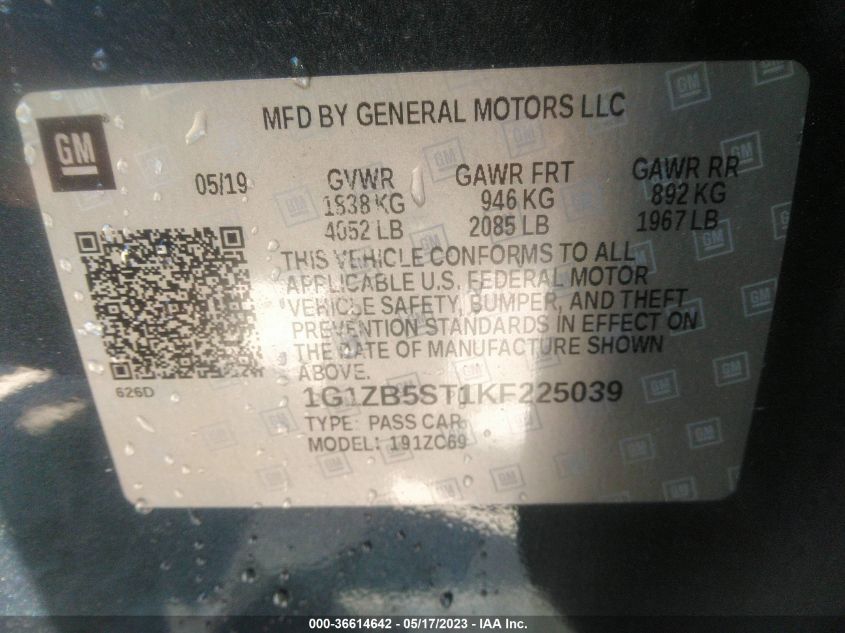 MFD BY GENERAL MOTORS LLC
GM
05/19 GVWR GAWR FRT GAWR RR
1838 KG 946 KG 892 KG
4052 LB 2085 LB 1967 LB
THIS VEHICLE CONFORMS TO ALL
APPLICABLE U.S. FEDERAL MOTOR
VEHICLE SAFETY, BUMPER, AND THEFT
PREVENTION STANDARDS IN EFFECT ON
THE DATE OF MANUFACTURE SHOWN
ABOVE.
626D
1G1ZB5ST1KF225039
TYPE: PASS CAR
MODEL: 191ZC69
000-36614642 - 05/17/2023 - IAA Inc.